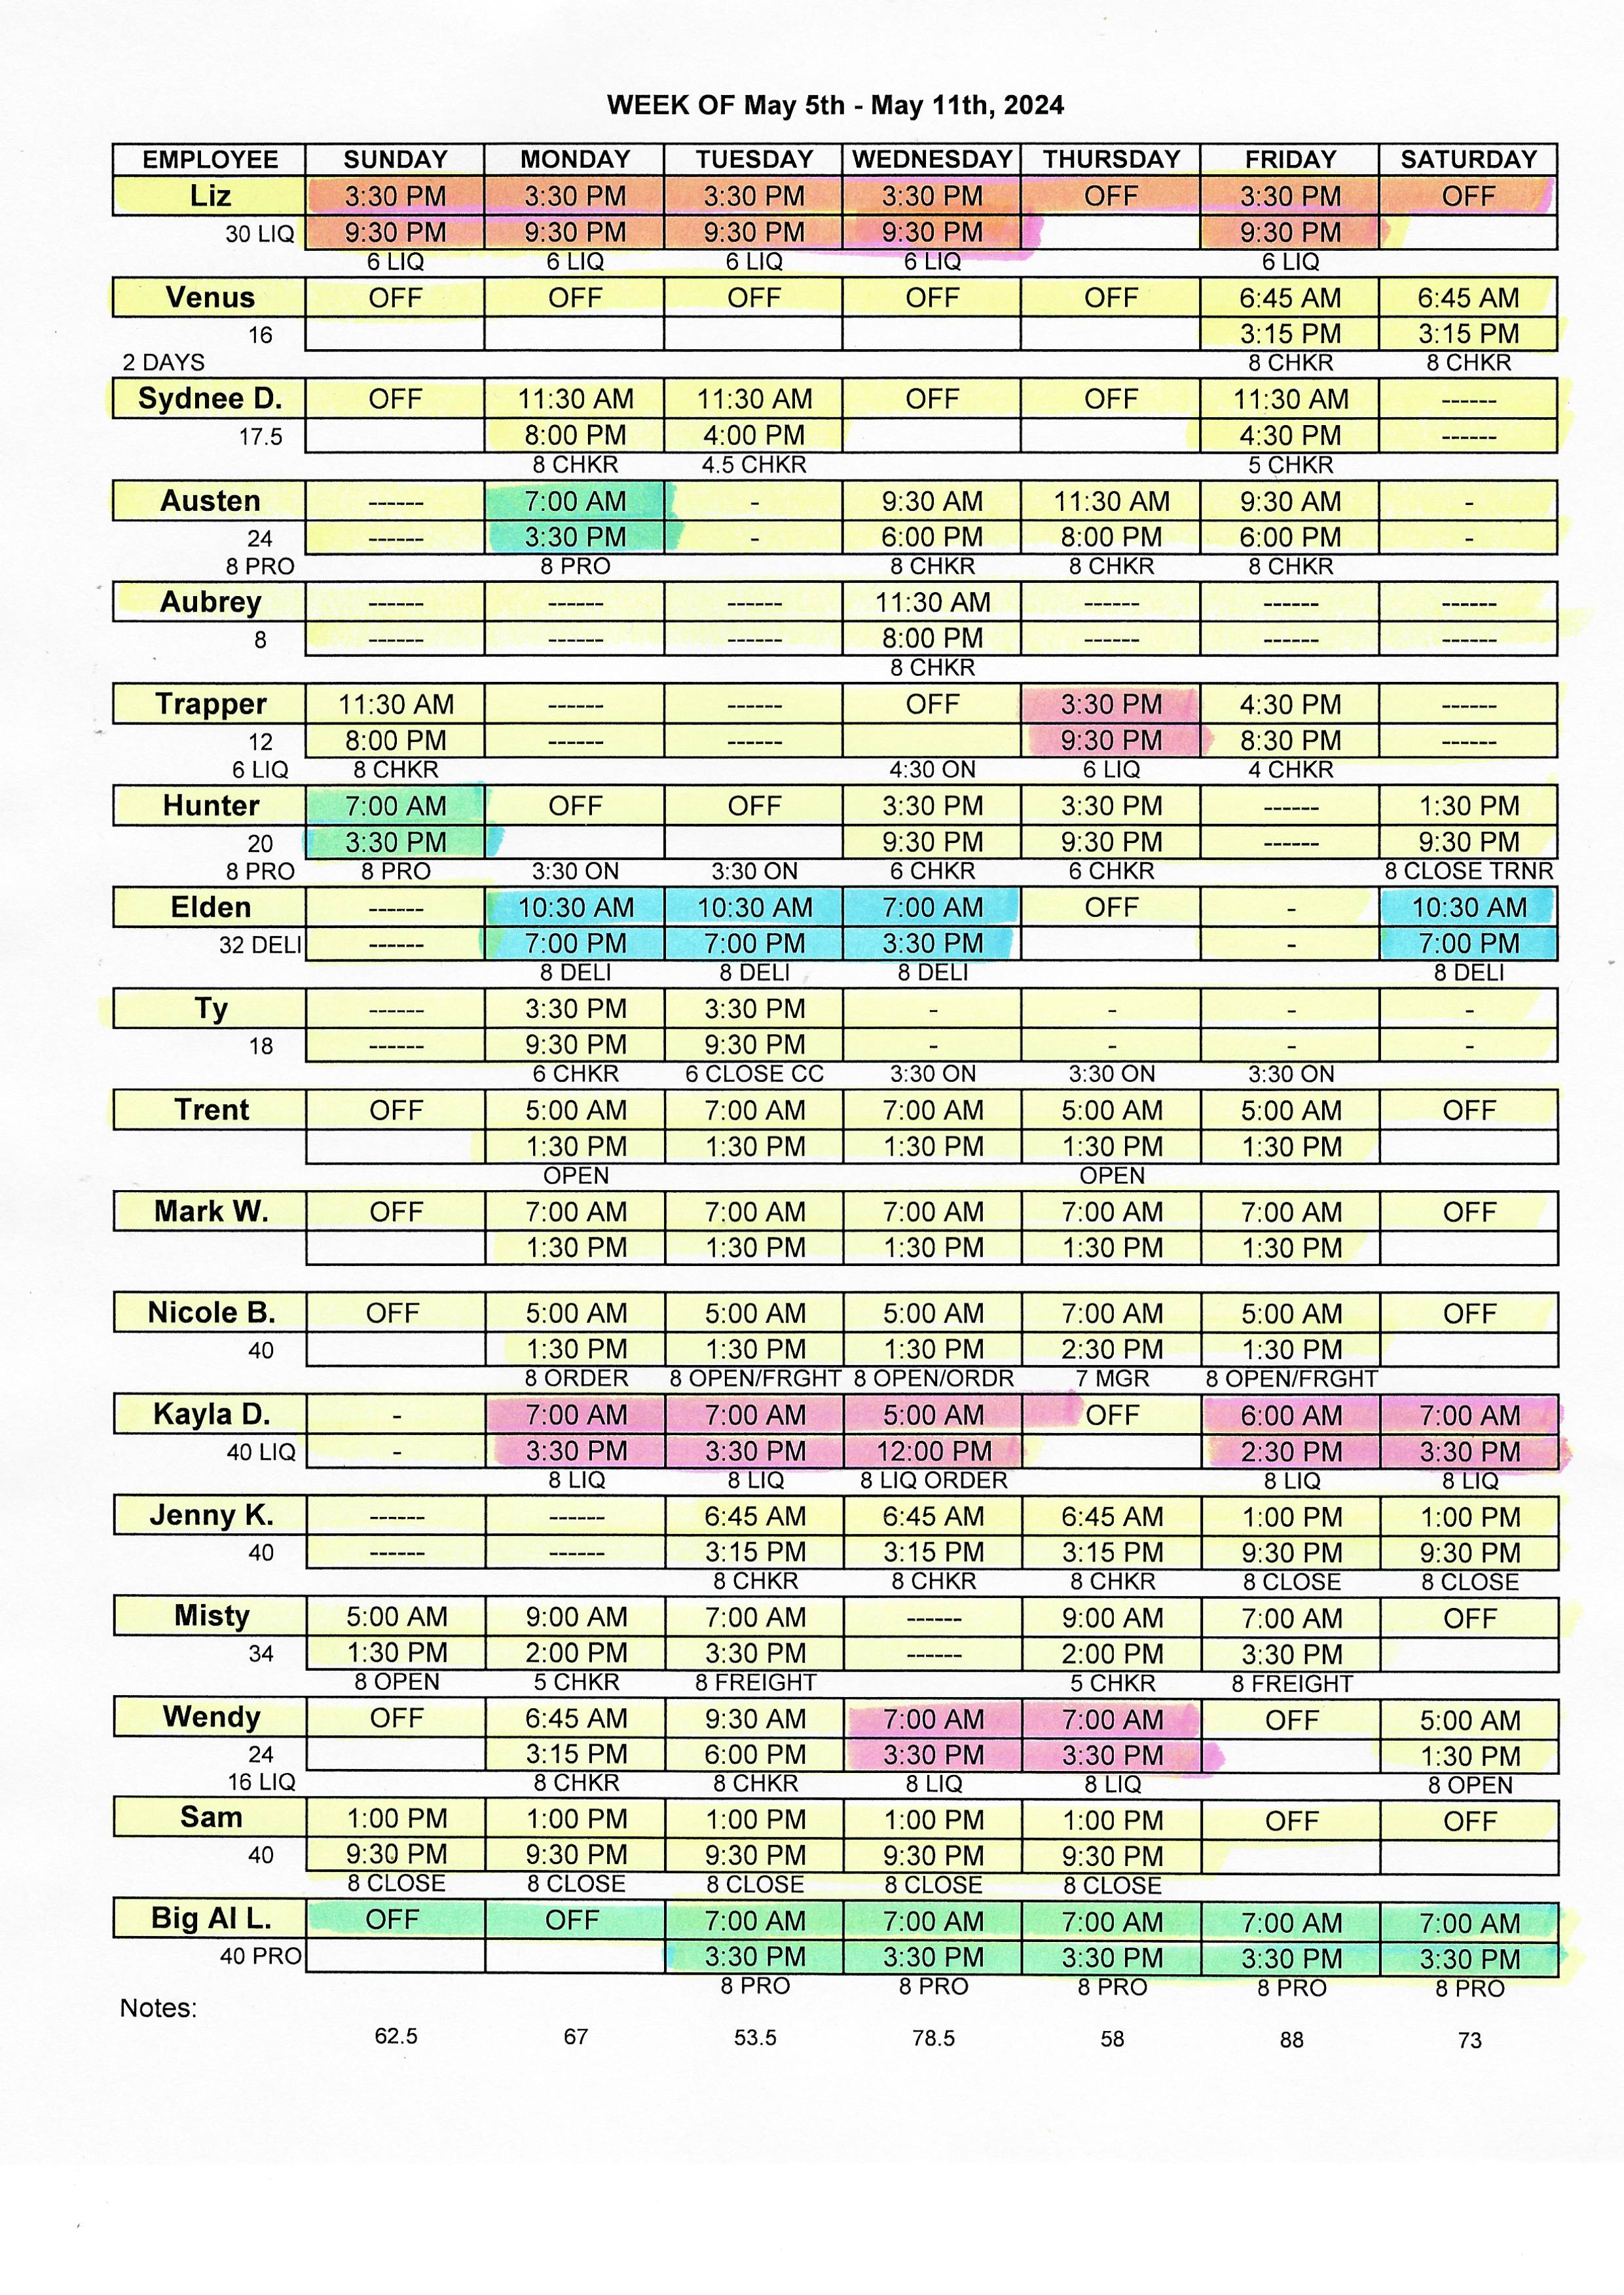 WEEK OF May 5th - May 11th, 2024
EMPLOYEE SUNDAY MONDAY TUESDAY WEDNESDAY THURSDAY FRIDAY SATURDAY
Liz 3:30 PM 3:30 PM 3:30 PM 3:30 PM OFF 3:30 PM OFF
30 LIQ 9:30 PM 9:30 PM 9:30 PM 9:30 PM 9:30 PM
6 LIQ 6 LIQ 6 LIQ 6 LIQ 6 LIQ
Venus OFF OFF OFF OFF OFF 6:45 AM 6:45 AM
16 3:15 PM 3:15 PM
2 DAYS 8 CHKR 8 CHKR
Sydnee D. OFF 11:30 AM 11:30 AM OFF OFF 11:30 AM ------
17.5 8:00 PM 4:00 PM 4:30 PM ------
8 CHKR 4.5 CHKR 5 CHKR
Austen ------ 7:00 AM - 9:30 AM 11:30 AM 9:30 AM -
24 ------ 3:30 PM - 6:00 PM 8:00 PM 6:00 PM -
8 PRO 8 PRO 8 CHKR 8 CHKR 8 CHKR
Aubrey ------ ------ ------ 11:30 AM ------ ------ ------
8 ------ ------ ------ 8:00 PM ------ ------ ------
8 CHKR
Trapper 11:30 AM ------ ------ OFF 3:30 PM 4:30 PM ------
12 8:00 PM ------ ------ 9:30 PM 8:30 PM ------
6 LIQ 8 CHKR 4:30 ON 6 LIQ 4 CHKR
Hunter 7:00 AM OFF OFF 3:30 PM 3:30 PM ------ 1:30 PM
20 3:30 PM 9:30 PM 9:30 PM ------ 9:30 PM
8 PRO 8 PRO 3:30 ON 3:30 ON 6 CHKR 6 CHKR 8 CLOSE TRNR
Elden ------ 10:30 AM 10:30 AM 7:00 AM OFF - 10:30 AM
32 DELI ------ 7:00 PM 7:00 PM 3:30 PM - 7:00 PM
8 DELI 8 DELI 8 DELI 8 DELI
Ty ------ 3:30 PM 3:30 PM - - - -
18 ------ 9:30 PM 9:30 PM - - - -
6 CHKR 6 CLOSE CC 3:30 ON 3:30 ON 3:30 ON
Trent OFF 5:00 AM 7:00 AM 7:00 AM 5:00 AM 5:00 AM OFF
1:30 PM 1:30 PM 1:30 PM 1:30 PM 1:30 PM
OPEN OPEN
Mark W. OFF 7:00 AM 7:00 AM 7:00 AM 7:00 AM 7:00 AM OFF
1:30 PM 1:30 PM 1:30 PM 1:30 PM 1:30 PM
Nicole B. OFF 5:00 AM 5:00 AM 5:00 AM 7:00 AM 5:00 AM OFF
40 1:30 PM 1:30 PM 1:30 PM 2:30 PM 1:30 PM
8 ORDER 8 OPEN/FRGHT 8 OPEN/ORDR 7 MGR 8 OPEN/FRGHT
Kayla D. - 7:00 AM 7:00 AM 5:00 AM OFF 6:00 AM 7:00 AM
40 LIQ - 3:30 PM 3:30 PM 12:00 PM 2:30 PM 3:30 PM
8 LIQ 8 LIQ 8 LIQ ORDER 8 LIQ 8 LIQ
Jenny K. ------ ------ 6:45 AM 6:45 AM 6:45 AM 1:00 PM 1:00 PM
40 ------ ------ 3:15 PM 3:15 PM 3:15 PM 9:30 PM 9:30 PM
8 CHKR 8 CHKR 8 CHKR 8 CLOSE 8 CLOSE
Misty 5:00 AM 9:00 AM 7:00 AM ------ 9:00 AM 7:00 AM OFF
34 1:30 PM 2:00 PM 3:30 PM ------ 2:00 PM 3:30 PM
8 OPEN 5 CHKR 8 FREIGHT 5 CHKR 8 FREIGHT
Wendy OFF 6:45 AM 9:30 AM 7:00 AM 7:00 AM OFF 5:00 AM
24 3:15 PM 6:00 PM 3:30 PM 3:30 PM 1:30 PM
16 LIQ 8 CHKR 8 CHKR 8 LIQ 8 LIQ 8 OPEN
Sam 1:00 PM 1:00 PM 1:00 PM 1:00 PM 1:00 PM OFF OFF
40 9:30 PM 9:30 PM 9:30 PM 9:30 PM 9:30 PM
8 CLOSE 8 CLOSE 8 CLOSE 8 CLOSE 8 CLOSE
Big Al L. OFF OFF 7:00 AM 7:00 AM 7:00 AM 7:00 AM 7:00 AM
40 PRO 3:30 PM 3:30 PM 3:30 PM 3:30 PM 3:30 PM
8 PRO 8 PRO 8 PRO 8 PRO 8 PRO
Notes:
62.5 67 53.5 78.5 58 88 73